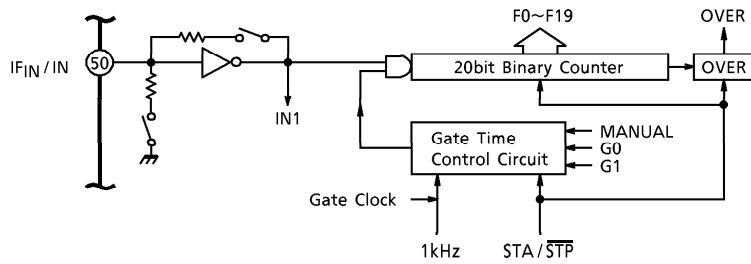 F0~F19
OVER
IFIN / IN
50
20bit Binary Counter
OVER
IN1
Gate Time
Control Circuit
MANUAL
G0
G1
Gate Clock
1kHz
STA / S̅T̅P̅